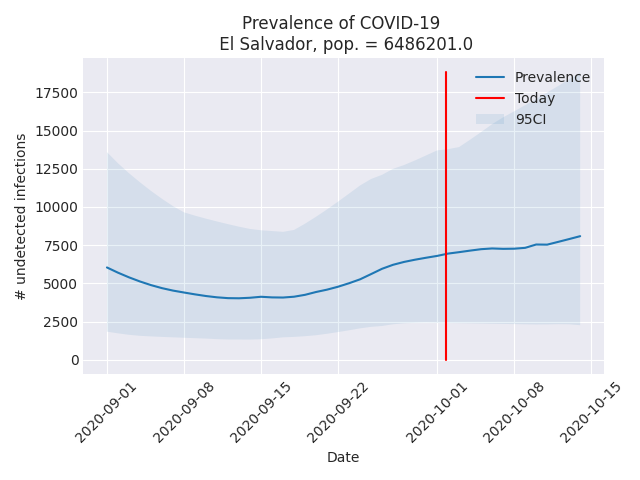 Prevalence of COVID-19
El Salvador, pop. = 6486201.0
Prevalence
Today
95CI
# undetected infections
17500
15000
12500
10000
7500
5000
2500
0
2020-09-01
2020-09-08
2020-09-15
2020-09-22
2020-10-01
2020-10-08
2020-10-15
Date